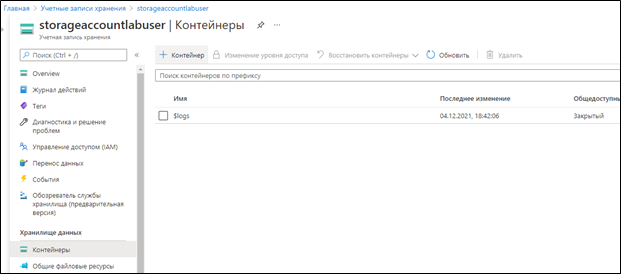 Главная > Учетные записи хранения > storageaccountlabuser
storageaccountlabuser | Контейнеры
Учетная запись хранения
Поиск (Ctrl + /)
Overview
Журнал действий
Теги
Диагностика и решение
проблем
Управление доступом (IAM)
Перенос данных
События
Обозреватель службы
хранилища (предварительная
версия)
Хранилище данных
Контейнеры
Общие файловые ресурсы
+ Контейнер Изменение уровня доступа Восстановить контейнеры Обновить Удалить
Поиск контейнеров по префиксу
Имя Последнее изменение Общедоступны
$logs 04.12.2021, 18:42:06 Закрытый